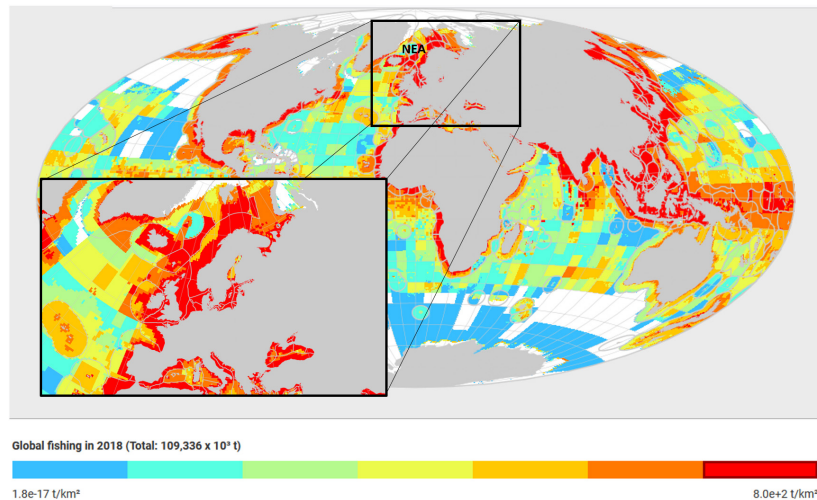 NEA
Global fishing in 2018 (Total: 109,336 x 10³ t)
1.8e-17 t/km² 8.0e+2 t/km²